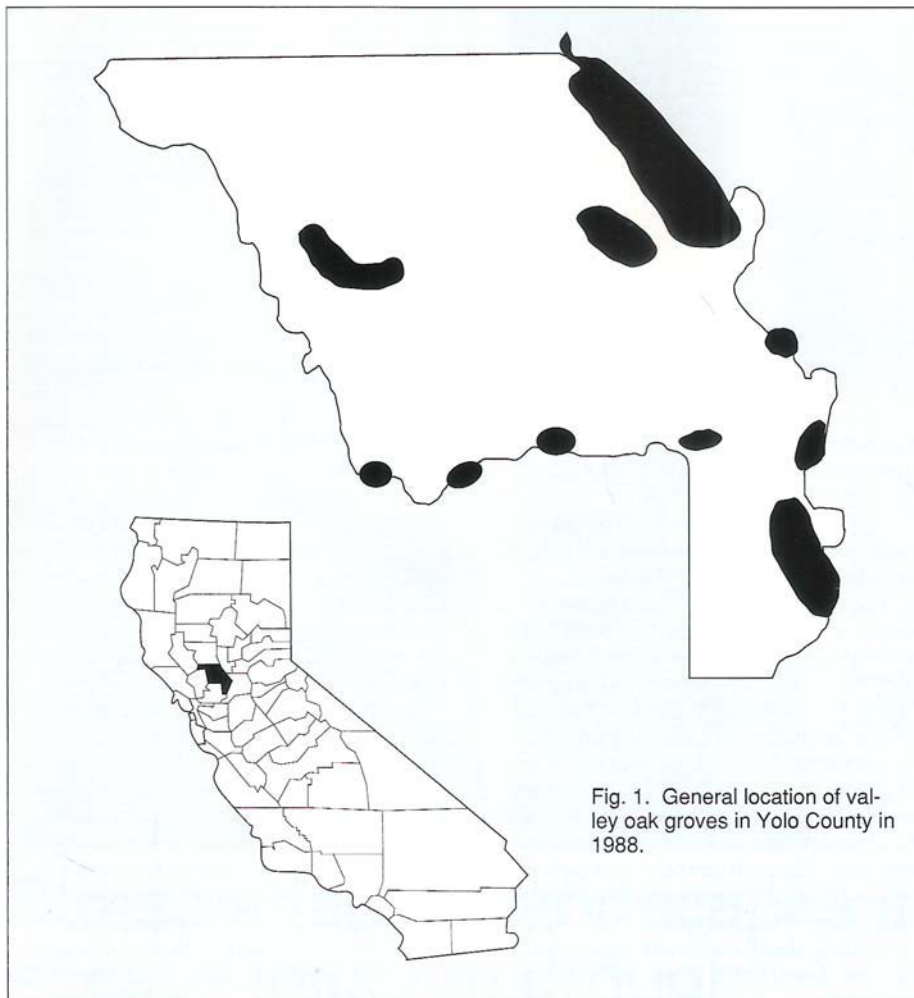 Fig. 1. General location of val-
ley oak groves in Yolo County in
1988.